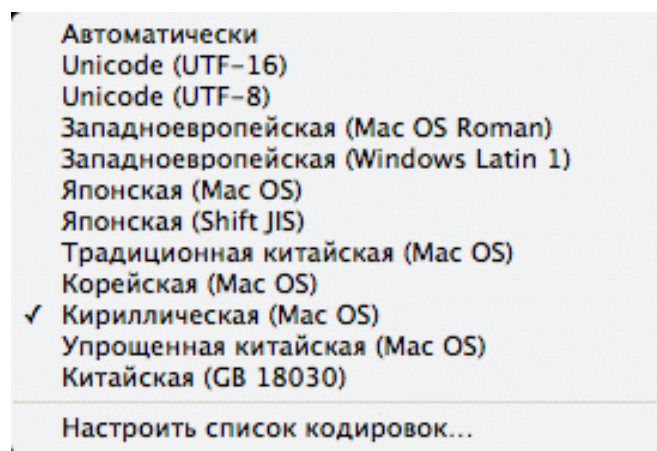 Автоматически
Unicode (UTF-16)
Unicode (UTF-8)
Западноевропейская (Mac OS Roman)
Западноевропейская (Windows Latin 1)
Японская (Mac OS)
Японская (Shift JIS)
Традиционная китайская (Mac OS)
Корейская (Mac OS)
✓ Кириллическая (Mac OS)
Упрощенная китайская (Mac OS)
Китайская (GB 18030)
Настроить список кодировок...